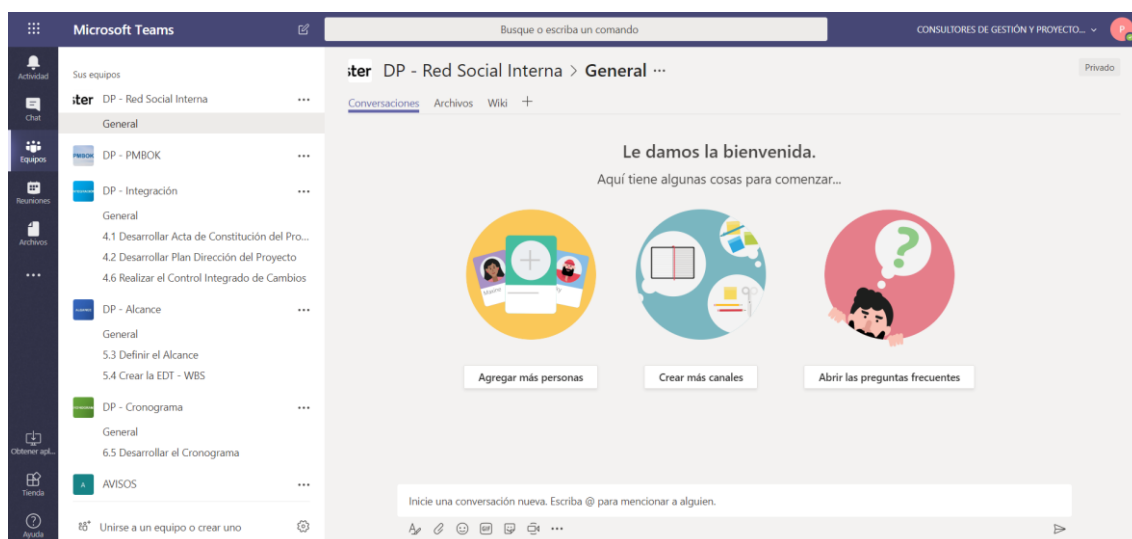 Microsoft Teams
Busque o escriba un comando
CONSULTORES DE GESTIÓN Y PROYECTO...
P
Actividad
Chat
Equipos
Reuniones
Archivos
Obtener apl...
Tienda
Ayuda
Sus equipos
ster DP - Red Social Interna
General
PMBOK DP - PMBOK
DP - Integración
General
4.1 Desarrollar Acta de Constitución del Pro...
4.2 Desarrollar Plan Dirección del Proyecto
4.6 Realizar el Control Integrado de Cambios
DP - Alcance
General
5.3 Definir el Alcance
5.4 Crear la EDT - WBS
DP - Cronograma
General
6.5 Desarrollar el Cronograma
A AVISOS
Unirse a un equipo o crear uno
ster DP - Red Social Interna > General ...
Privado
Conversaciones Archivos Wiki +
Le damos la bienvenida.
Aquí tiene algunas cosas para comenzar...
Agregar más personas
Crear más canales
Abrir las preguntas frecuentes
Inicie una conversación nueva. Escriba @ para mencionar a alguien.
GIF